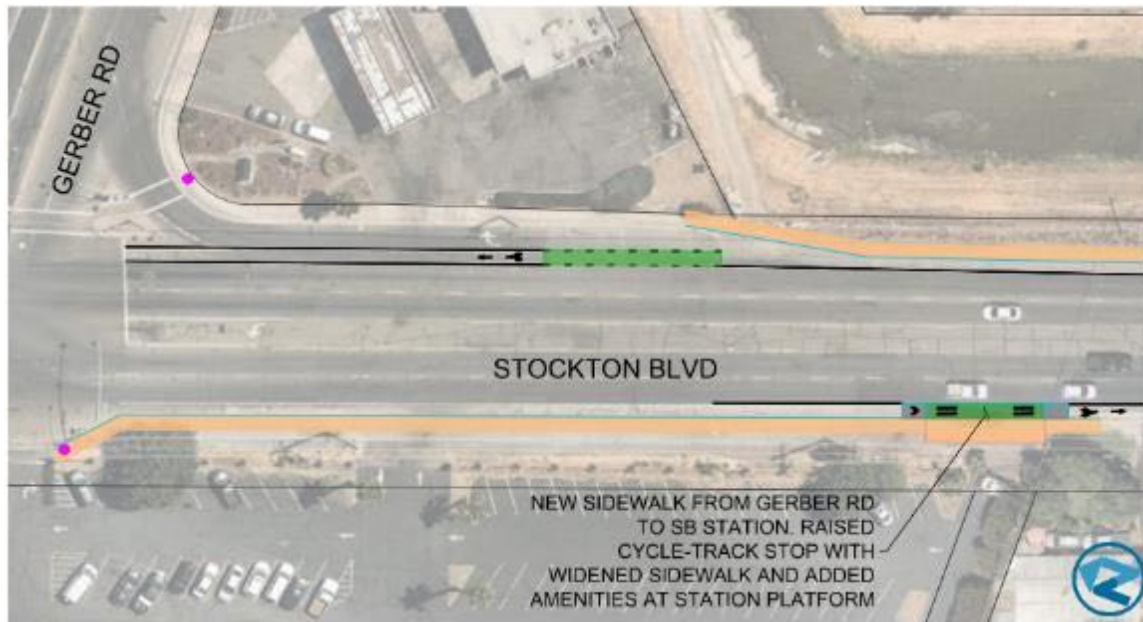 GERBER RD
STOCKTON BLVD
NEW SIDEWALK FROM GERBER RD
TO SB STATION. RAISED
CYCLE-TRACK STOP WITH
WIDENED SIDEWALK AND ADDED
AMENITIES AT STATION PLATFORM